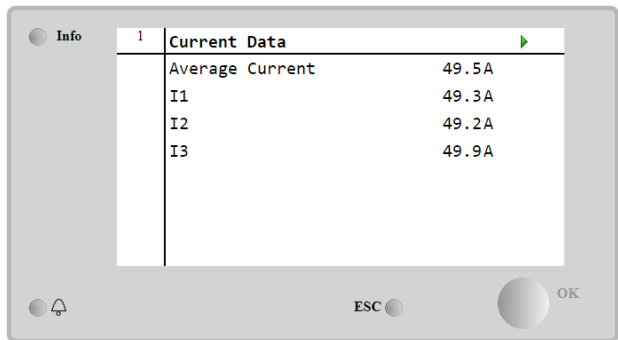 Info
1 Current Data
Average Current 49.5A
I1 49.3A
I2 49.2A
I3 49.9A
ESC
OK